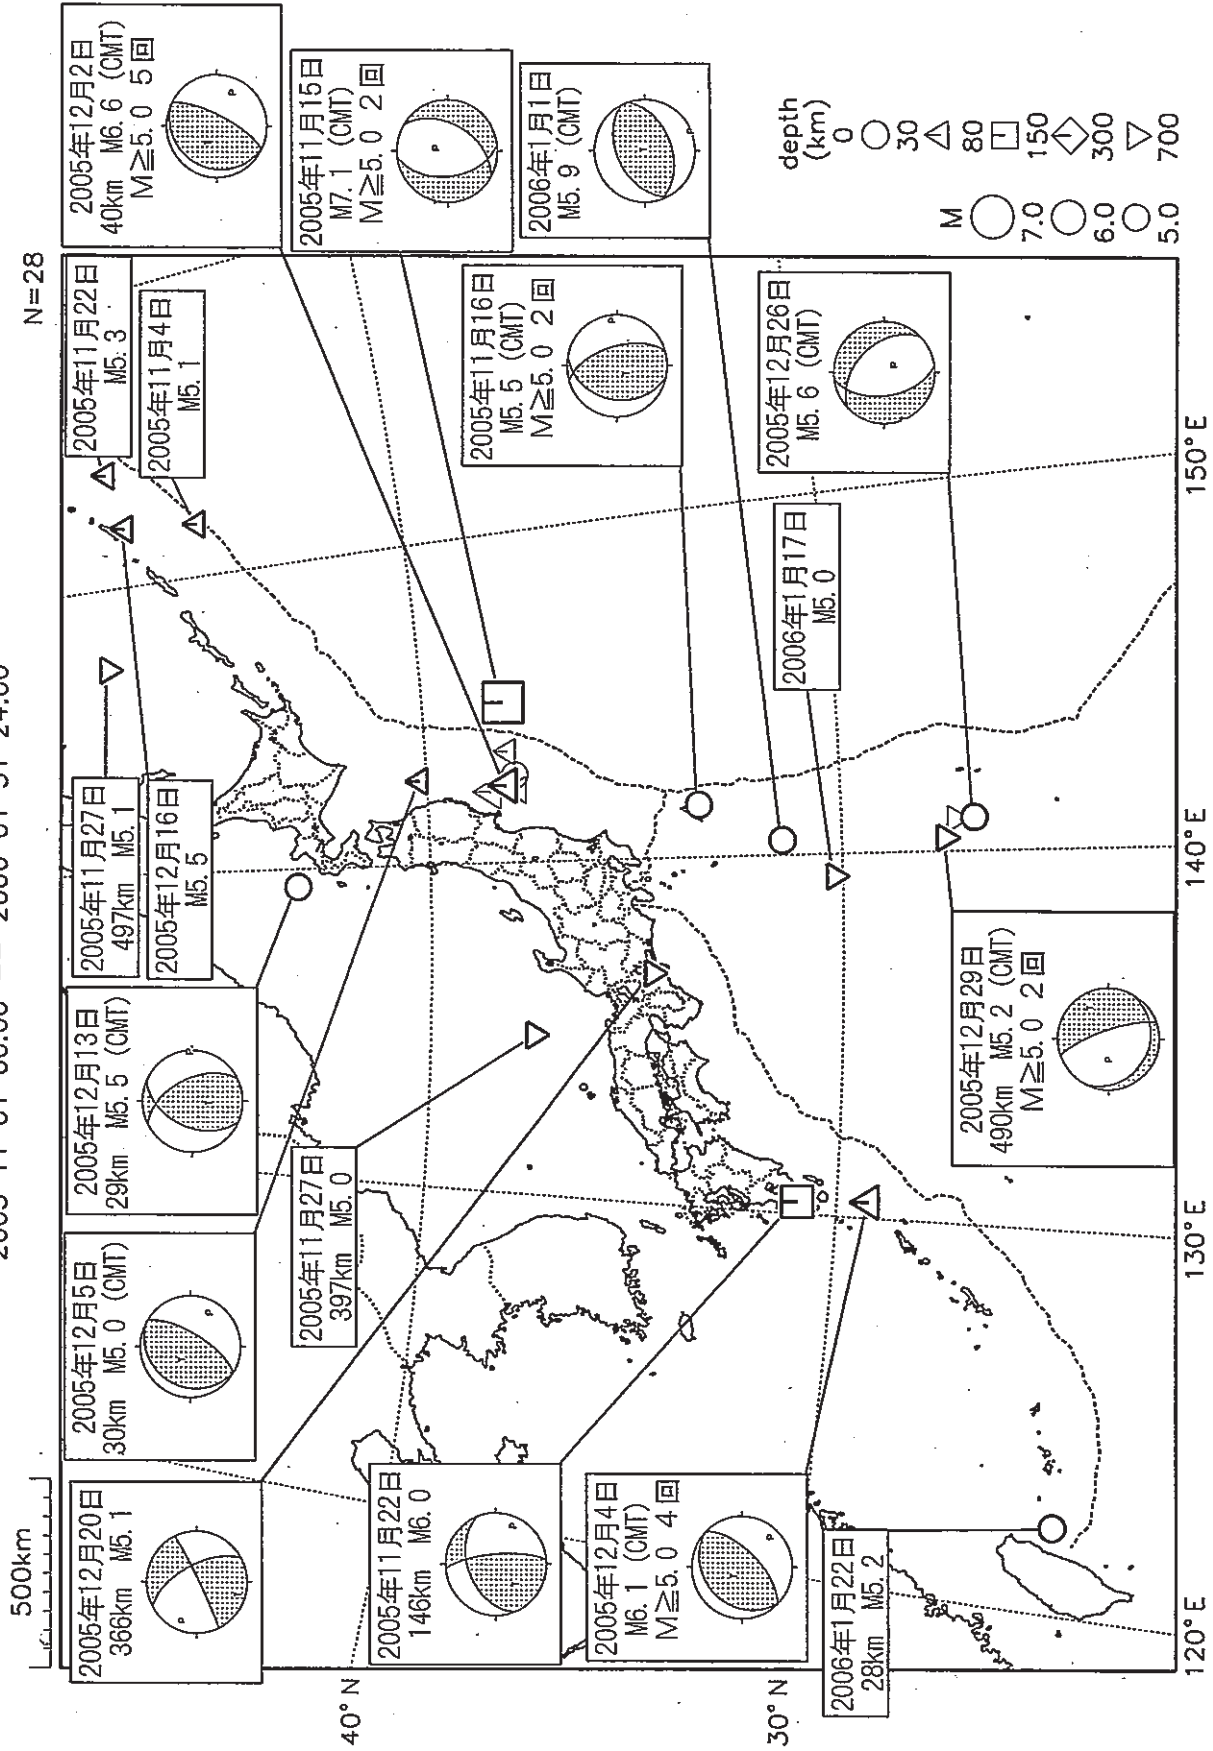 500km
N=28
2005年12月20日
366km M5.1
P
T
2005年12月5日
30km M5.0 (CMT)
P
T
2005年12月13日
29km M5.5 (CMT)
P
T
2005年11月27日
497km M5.1
2005年12月16日
M5.5
2005年11月22日
M5.3
2005年11月4日
M5.1
2005年12月2日
40km M6.6 (CMT)
M≧5.0 5回
P
T
2005年11月15日
M7.1 (CMT)
M≧5.0 2回
P
2006年1月1日
M5.9 (CMT)
P
T
2005年11月16日
M5.5 (CMT)
M≧5.0 2回
P
T
2005年12月26日
M5.6 (CMT)
P
2006年1月17日
M5.0
2005年11月27日
397km M5.0
2005年11月22日
146km M6.0
P
T
2005年12月4日
M6.1 (CMT)
M≧5.0 4回
P
T
2006年1月22日
28km M5.2
2005年12月29日
490km M5.2 (CMT)
M≧5.0 2回
P
T
40°N
30°N
120°E
130°E
140°E
150°E
M
7.0
6.0
5.0
depth
(km)
0
30
80
150
300
700